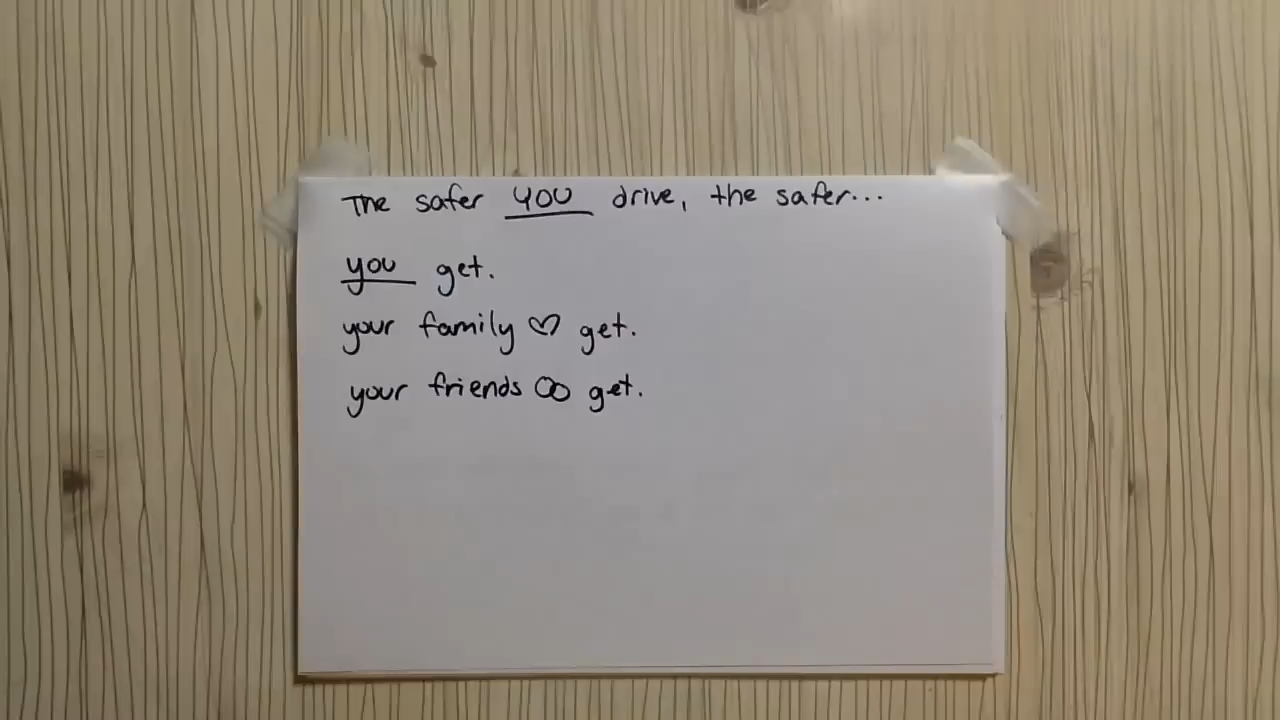 The safer YOU drive, the safer...
you get.
your family ♡ get.
your friends ∞ get.